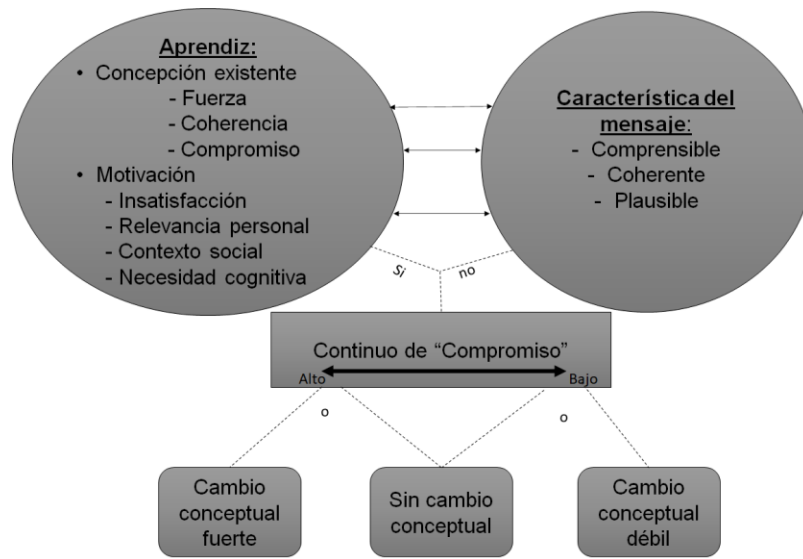 Aprendiz:
• Concepción existente
- Fuerza
- Coherencia
- Compromiso
• Motivación
- Insatisfacción
- Relevancia personal
- Contexto social
- Necesidad cognitiva
Característica del
mensaje:
- Comprensible
- Coherente
- Plausible
Si
no
Continuo de “Compromiso”
Alto
Bajo
o
o
Cambio
conceptual
fuerte
Sin cambio
conceptual
Cambio
conceptual
débil